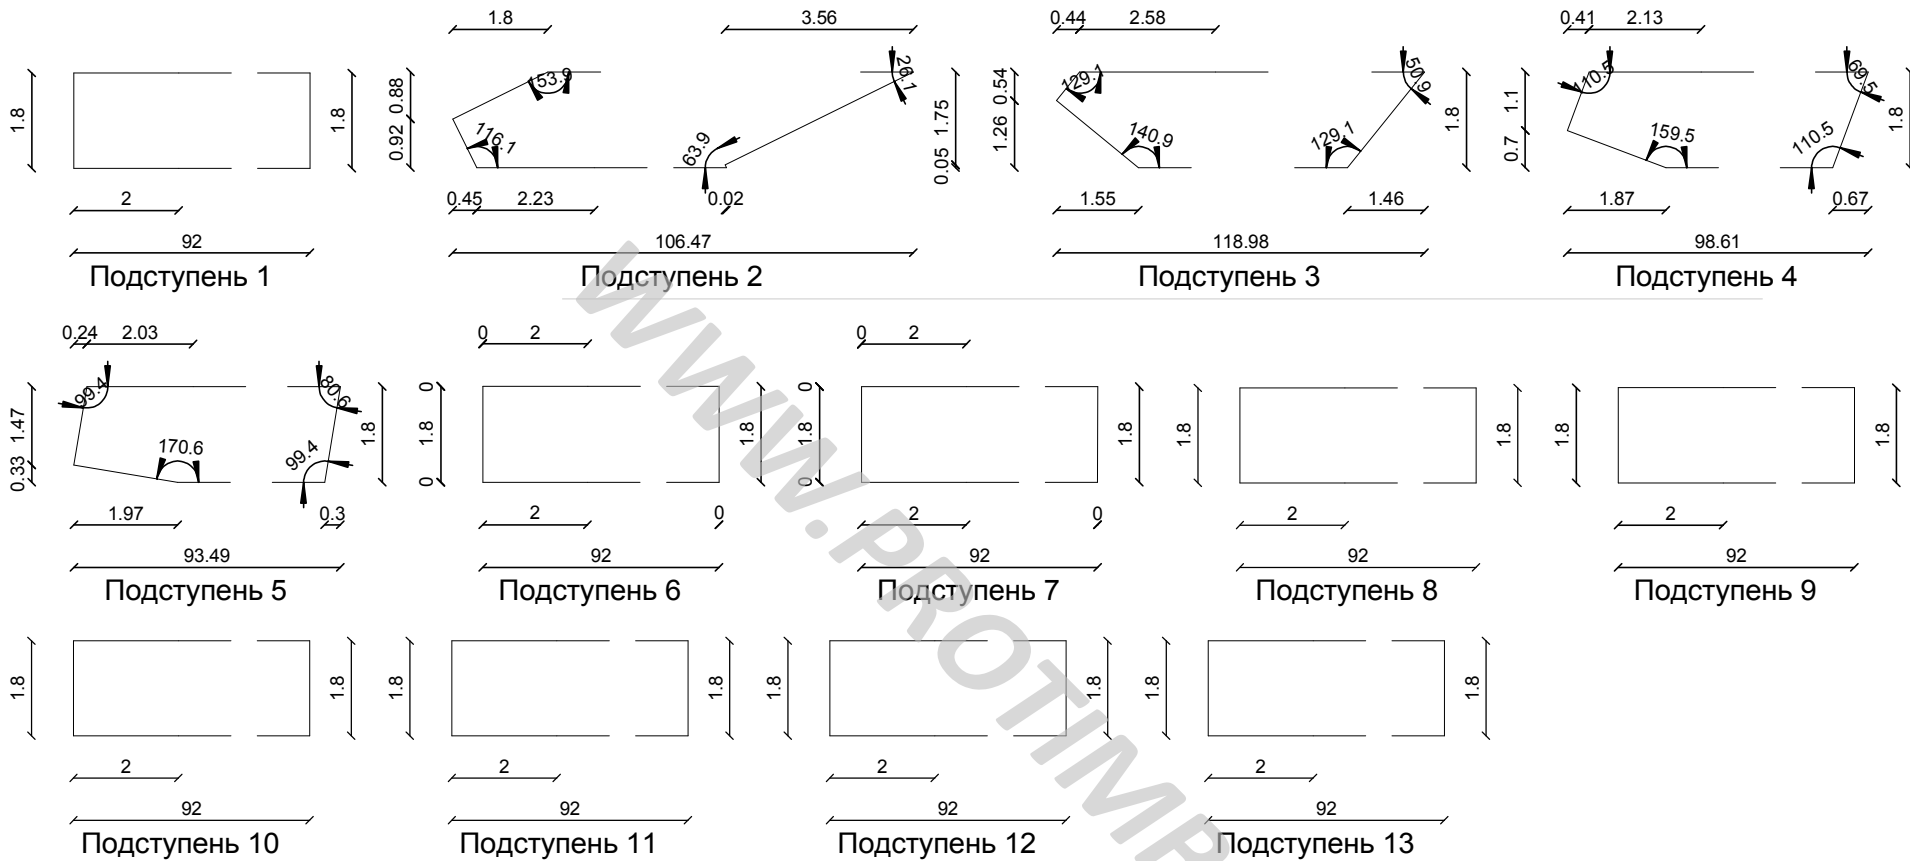 1.8 3.56 0.44 2.58 0.41 2.13
1.8 1.8 0.92 0.88 153.9 116.1 63.9 26.1 0.05 1.75 1.26 0.54 129.1 140.9 129.1 50.9 1.8 0.7 1.1 110.5 159.5 110.5 69.5 1.8
2 0.45 2.23 0.02 1.55 1.46 1.87 0.67
92 106.47 118.98 98.61
Подступень 1 Подступень 2 Подступень 3 Подступень 4
0.24 2.03 0 2 0 2
0.33 1.47 99.4 170.6 99.4 80.6 1.8 0 1.8 0 1.8 0 1.8 0 1.8 1.8 1.8 1.8 1.8
1.97 0.3 2 0 2 0 2 2
93.49 92 92 92 92
Подступень 5 Подступень 6 Подступень 7 Подступень 8 Подступень 9
1.8 1.8 1.8 1.8 1.8 1.8 1.8 1.8
2 2 2 2
92 92 92 92
Подступень 10 Подступень 11 Подступень 12 Подступень 13
WWW.PROTIMP